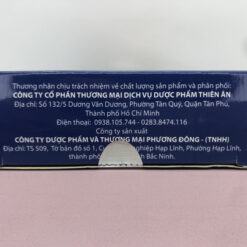 Thương nhân chịu trách nhiệm về chất lượng sản phẩm và phân phối:
CÔNG TY CỔ PHẦN THƯƠNG MẠI DỊCH VỤ DƯỢC PHẨM THIÊN ÂN
Địa chỉ: Số 132/5 Dương Văn Dương, Phường Tân Quý, Quận Tân Phú,
Thành phố Hồ Chí Minh
Điện thoại: 0938.105.744 - 0283.8474.116
Công ty sản xuất
CÔNG TY DƯỢC PHẨM VÀ THƯƠNG MẠI PHƯƠNG ĐÔNG - (TNHH)
Địa chỉ: TS 509, Tờ bản đồ số 1, nghiệp Hạp Lĩnh, Phường Hạp Lĩnh,
thành phố Bắc Ninh.